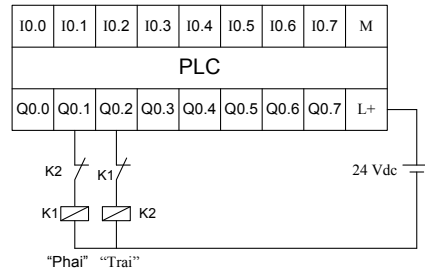 I0.0 I0.1 I0.2 I0.3 I0.4 I0.5 I0.6 I0.7 M
PLC
Q0.0 Q0.1 Q0.2 Q0.3 Q0.4 Q0.5 Q0.6 Q0.7 L+
K2 K1 24 Vdc
K1 K2
“Phai” “Trai”